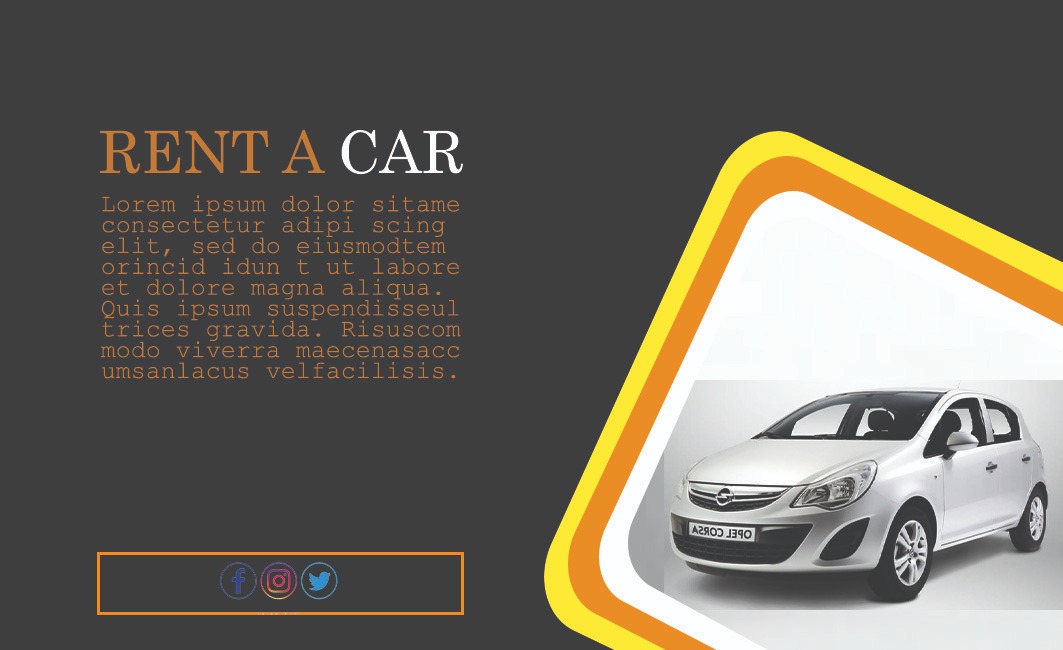 RENT A CAR
Lorem ipsum dolor sitame
consectetur adipi scing
elit, sed do eiusmodtem
orincid idun t ut labore
et dolore magna aliqua.
Quis ipsum suspendisseul
trices gravida. Risuscom
modo viverra maecenasacc
umsanlacus velfacilisis.
OPEL CORSA